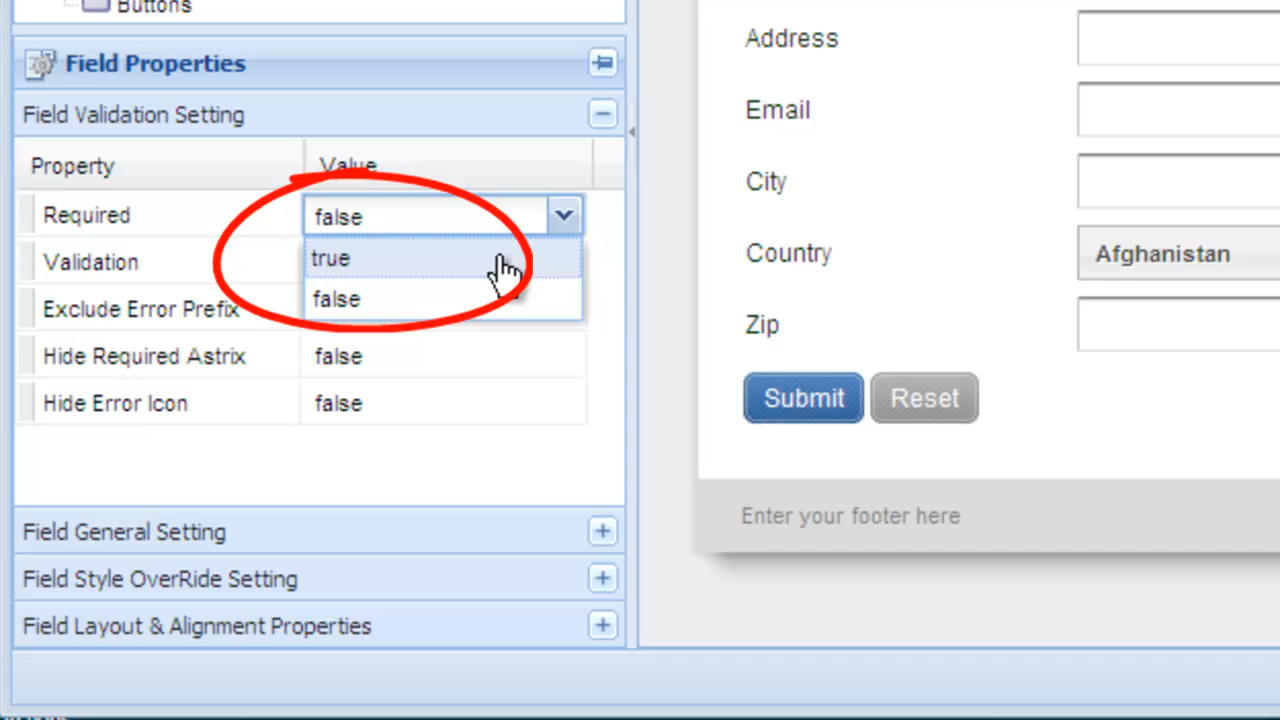 Buttons
Field Properties
Field Validation Setting
Property Value
Required false
true
Validation
false
Exclude Error Prefix
Hide Required Astrix false
Hide Error Icon false
Field General Setting
Field Style OverRide Setting
Field Layout & Alignment Properties
Address
Email
City
Country Afghanistan
Zip
Submit Reset
Enter your footer here